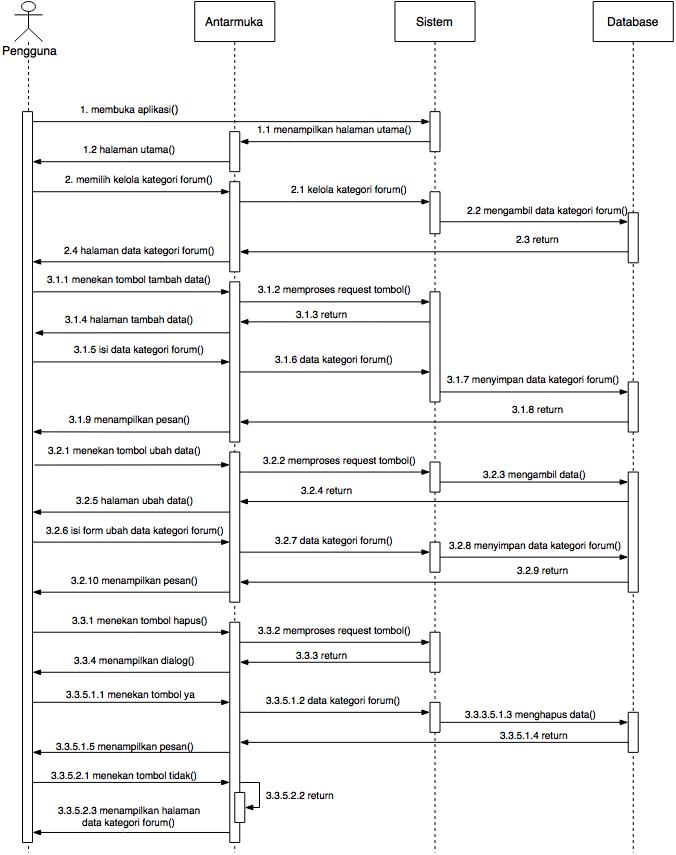 Pengguna
Antarmuka
Sistem
Database
1. membuka aplikasi()
1.1 menampilkan halaman utama()
1.2 halaman utama()
2. memilih kelola kategori forum()
2.1 kelola kategori forum()
2.2 mengambil data kategori forum()
2.3 return
2.4 halaman data kategori forum()
3.1.1 menekan tombol tambah data()
3.1.2 memproses request tombol()
3.1.3 return
3.1.4 halaman tambah data()
3.1.5 isi data kategori forum()
3.1.6 data kategori forum()
3.1.7 menyimpan data kategori forum()
3.1.8 return
3.1.9 menampilkan pesan()
3.2.1 menekan tombol ubah data()
3.2.2 memproses request tombol()
3.2.3 mengambil data()
3.2.4 return
3.2.5 halaman ubah data()
3.2.6 isi form ubah data kategori forum()
3.2.7 data kategori forum()
3.2.8 menyimpan data kategori forum()
3.2.9 return
3.2.10 menampilkan pesan()
3.3.1 menekan tombol hapus()
3.3.2 memproses request tombol()
3.3.3 return
3.3.4 menampilkan dialog()
3.3.5.1.1 menekan tombol ya
3.3.5.1.2 data kategori forum()
3.3.3.5.1.3 menghapus data()
3.3.5.1.4 return
3.3.5.1.5 menampilkan pesan()
3.3.5.2.1 menekan tombol tidak()
3.3.5.2.2 return
3.3.5.2.3 menampilkan halaman
data kategori forum()